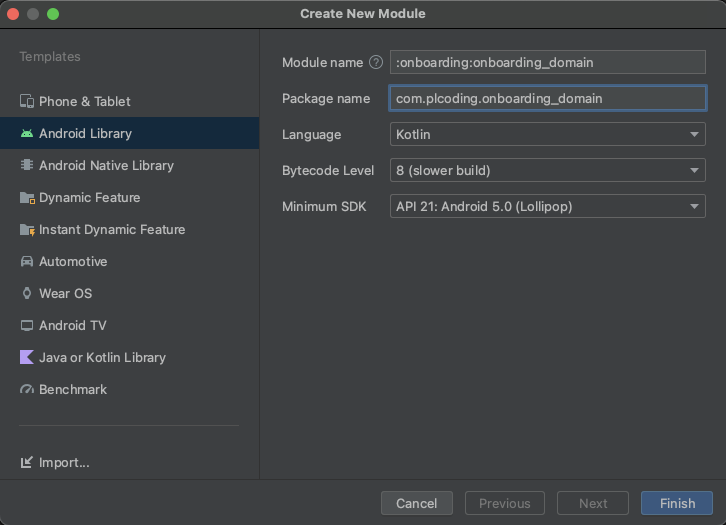 Create New Module
Templates
Phone & Tablet
Android Library
Android Native Library
Dynamic Feature
Instant Dynamic Feature
Automotive
Wear OS
Android TV
Java or Kotlin Library
Benchmark
Import...
Module name ? :onboarding:onboarding_domain
Package name com.plcoding.onboarding_domain
Language Kotlin
Bytecode Level 8 (slower build)
Minimum SDK API 21: Android 5.0 (Lollipop)
Cancel Previous Next Finish